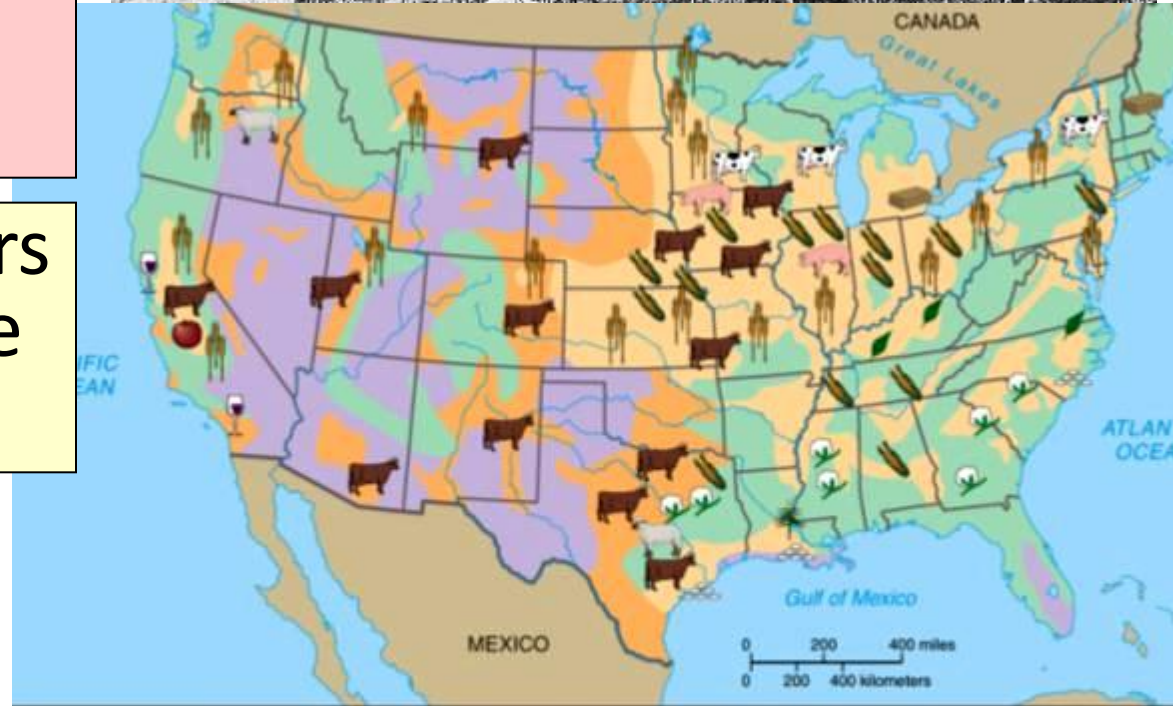 CANADA
Great Lakes
rs
e
IFIC
EAN
ATLAN
OCEA
Gulf of Mexico
MEXICO
0 200 400 miles
0 200 400 kilometers